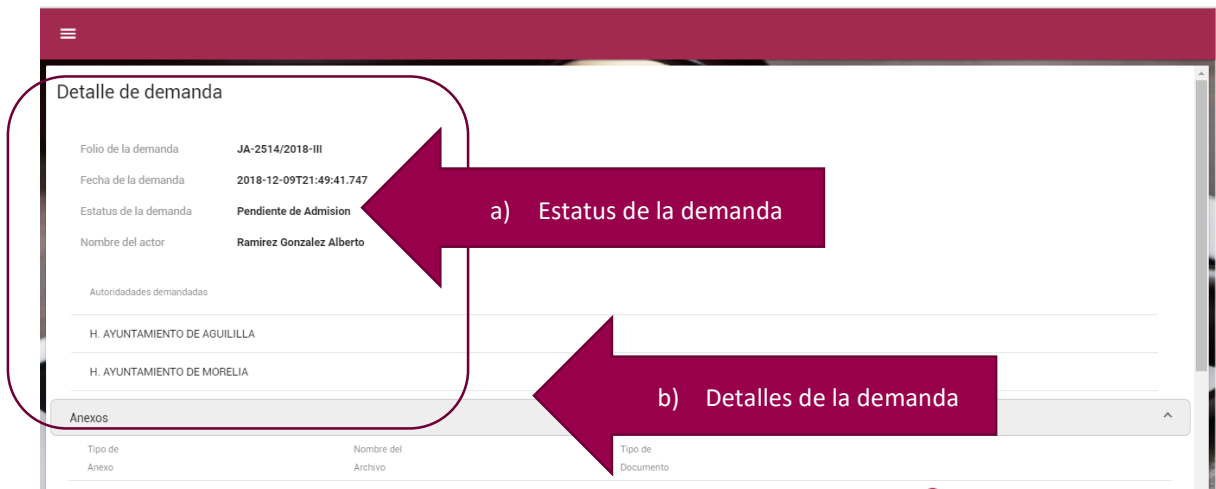 Detalle de demanda
Folio de la demanda JA-2514/2018-III
Fecha de la demanda 2018-12-09T21:49:41.747
Estatus de la demanda Pendiente de Admision
a) Estatus de la demanda
Nombre del actor Ramirez Gonzalez Alberto
Autoridadades demandadas
H. AYUNTAMIENTO DE AGUILILLA
H. AYUNTAMIENTO DE MORELIA
b) Detalles de la demanda
Anexos
Tipo de Nombre del Tipo de
Anexo Archivo Documento